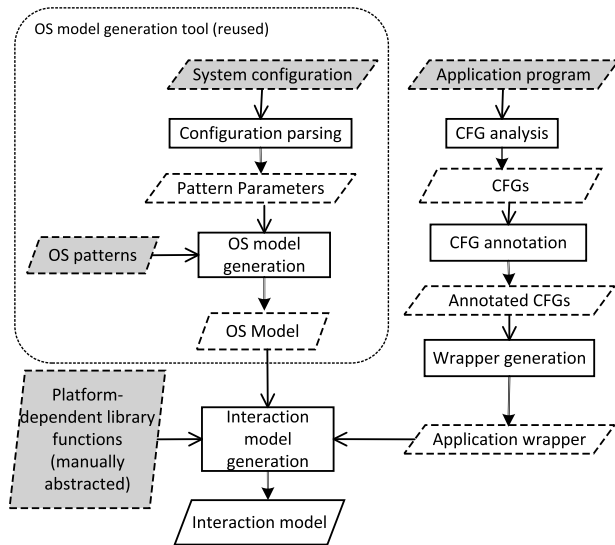 OS model generation tool (reused)
System configuration
Configuration parsing
Pattern Parameters
OS patterns
OS model
generation
OS Model
Application program
CFG analysis
CFGs
CFG annotation
Annotated CFGs
Wrapper generation
Application wrapper
Platform-
dependent library
functions
(manually
abstracted)
Interaction
model
generation
Interaction model